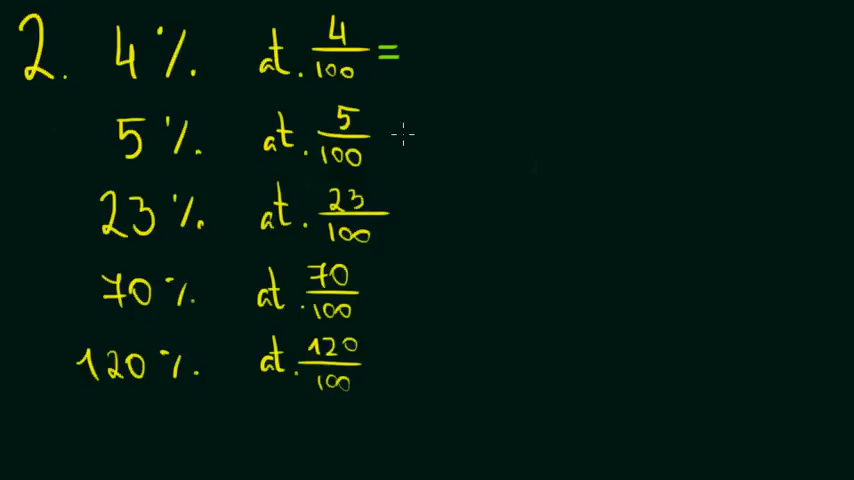 2. 4 % at. 4/100 =
5 % at. 5/100
23 % at. 23/100
70 % at. 70/100
120 % at. 120/100